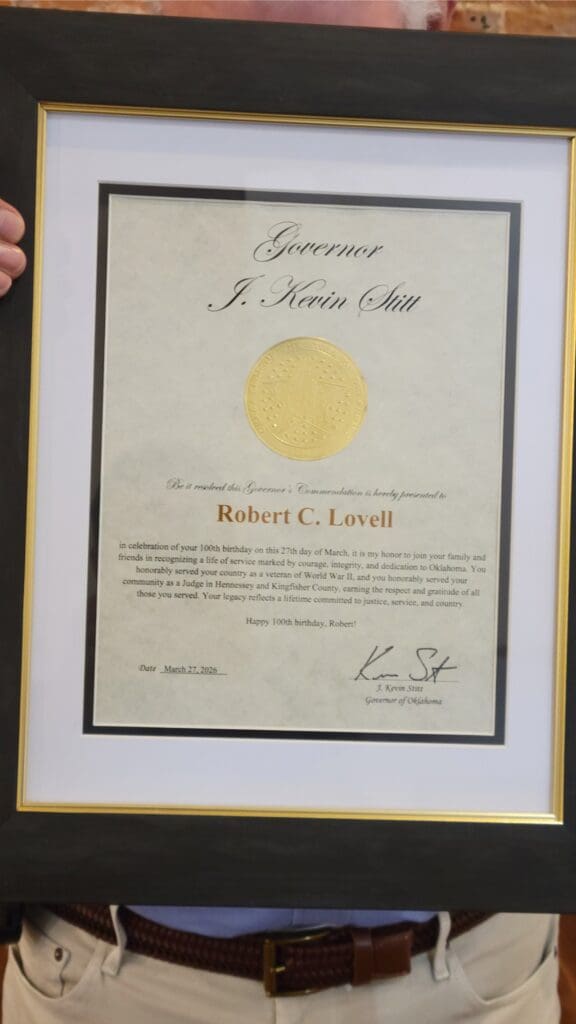 Governor
J. Kevin Stitt
Be it resolved this Governor's Commendation is hereby presented to
Robert C. Lovell
in celebration of your 100th birthday on this 27th day of March, it is my honor to join your family and
friends in recognizing a life of service marked by courage, integrity, and dedication to Oklahoma. You
honorably served your country as a veteran of World War II, and you honorably served your
community as a Judge in Hennessey and Kingfisher County, earning the respect and gratitude of all
those you served. Your legacy reflects a lifetime committed to justice, service, and country.
Happy 100th birthday, Robert!
Date March 27, 2026
J. Kevin Stitt
Governor of Oklahoma